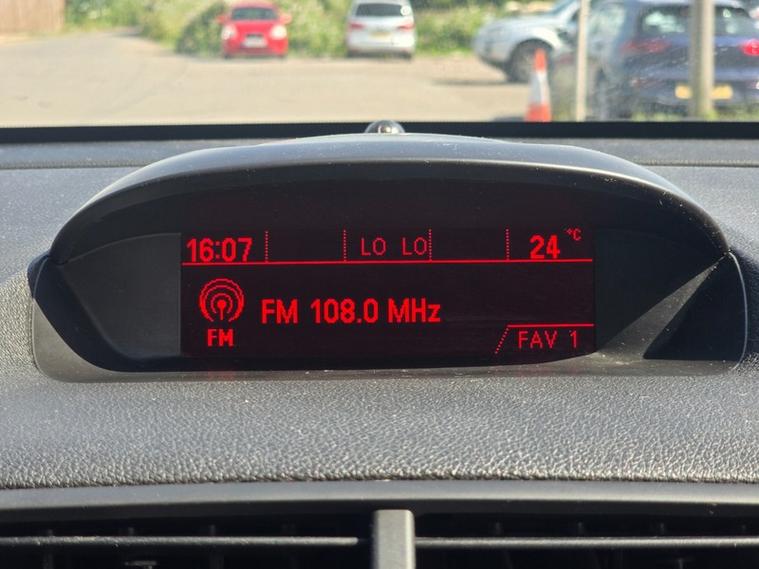 16:07 LO LO 24 °C
FM 108.0 MHz
FM
FAV 1